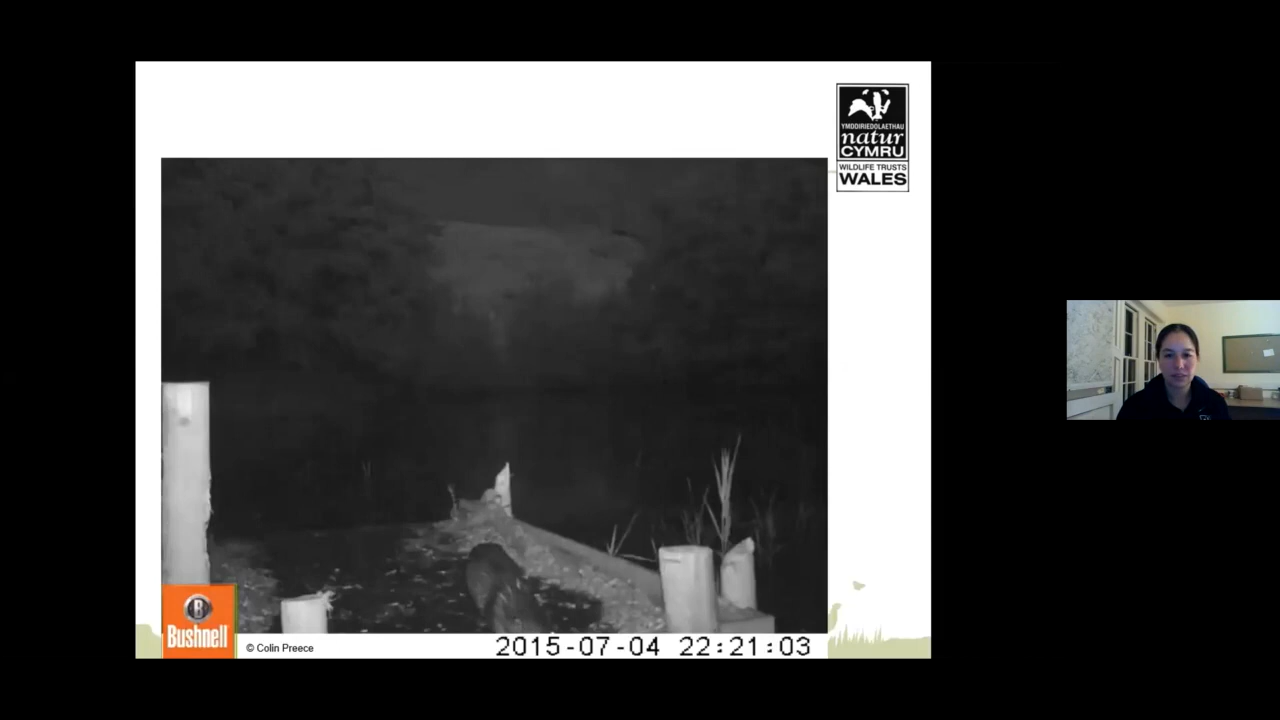 YMDDIRIEDOLAETHAU
natur
CYMRU
WILDLIFE TRUSTS
WALES
B
Bushnell
© Colin Preece
2015-07-04 22:21:03